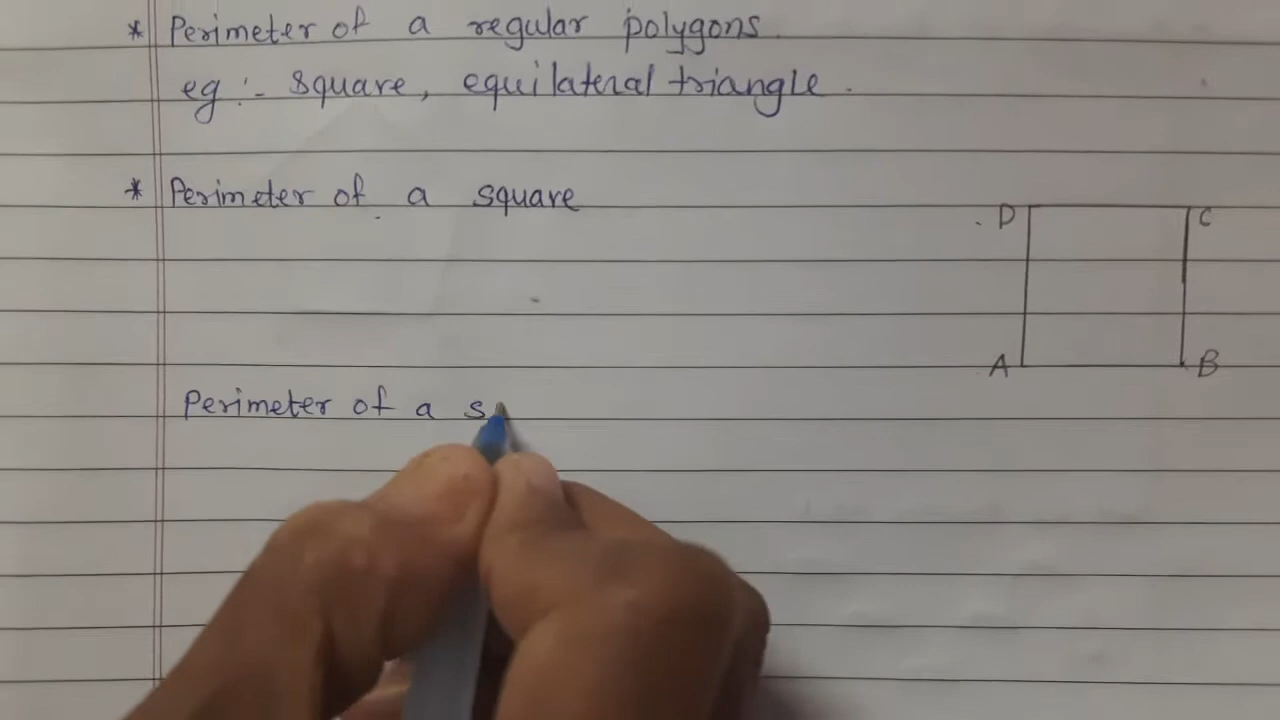 * Perimeter of a regular polygons.
eg :- square, equilateral triangle.
* Perimeter of a square
D C
A B
Perimeter of a s